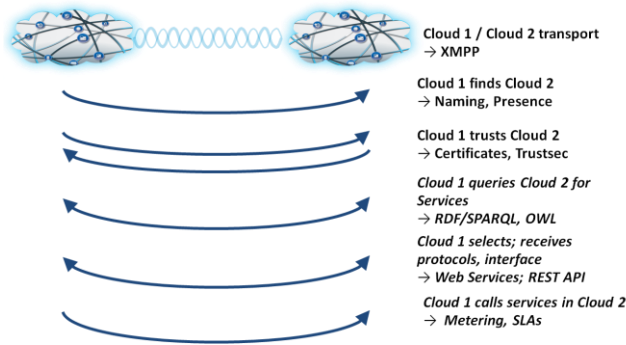 Cloud 1 / Cloud 2 transport
→ XMPP
Cloud 1 finds Cloud 2
→ Naming, Presence
Cloud 1 trusts Cloud 2
→ Certificates, Trustsec
Cloud 1 queries Cloud 2 for
Services
→ RDF/SPARQL, OWL
Cloud 1 selects; receives
protocols, interface
→ Web Services; REST API
Cloud 1 calls services in Cloud 2
→ Metering, SLAs